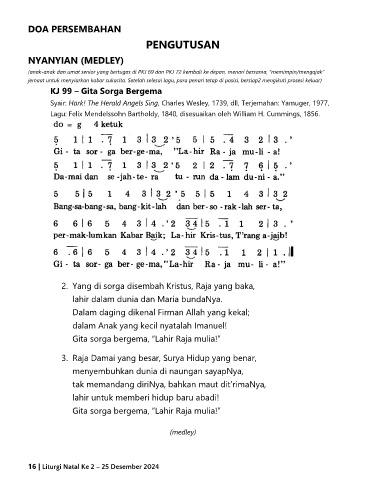 DOA PERSEMBAHAN
PENGUTUSAN
NYANYIAN (MEDLEY)
(anak-anak dan umat senior yang bertugas di PKJ 69 dan PKJ 73 kembali ke depan, menari bersama, "memimpin/mengajak"
jemaat untuk menyiarkan kabar sukacita. Setelah selesai lagu, para penari tetap di posisi, bersiap2 mengikuti prosesi keluar)
KJ 99 – Gita Sorga Bergema
Syair: Hark! The Herald Angels Sing, Charles Wesley, 1739, dll, Terjemahan: Yamuger, 1977,
Lagu: Felix Mendelssohn Bartholdy, 1840, disesuaikan oleh William H. Cummings, 1856.
do = g 4 ketuk
5 1 | 1 . 7 1 3 | 3 2 ' 5 5 5 | 5 . 4 3 2 | 3 . '
Gi - ta sor - ga ber-ge-ma, "La-hir Ra - ja mu-li - a!
5 1 | 1 . 7 1 3 | 3 2 ' 5 5 2 | 2 . 7 7 6 | 5 . '
Da-mai dan se-jah-te- ra tu - run da-lam du-ni-a."
5 5 | 5 1 4 3 | 3 2 ' 5 5 | 5 1 4 3 | 3 2
Bang-sa-bang-sa, bang-kit-lah dan ber-so-rak-lah ser-ta,
6 6 | 6 5 4 3 | 4 . ' 2 3 4 | 5 . 1 1 2 | 3 . '
per-mak-lumkan Kabar Baik; La-hir Kris-tus, T'rang a-jaib!
6 . 6 | 6 5 4 3 | 4 . ' 2 3 4 | 5 . 1 1 2 | 1 .
Gi - ta sor- ga ber-ge-ma, "La-hir Ra - ja mu- li - a!"
2. Yang di sorga disembah Kristus, Raja yang baka,
lahir dalam dunia dan Maria bundaNya.
Dalam daging dikenal Firman Allah yang kekal;
dalam Anak yang kecil nyatalah Imanuel!
Gita sorga bergema, "Lahir Raja mulia!"
3. Raja Damai yang besar, Surya Hidup yang benar,
menyembuhkan dunia di naungan sayapNya,
tak memandang diriNya, bahkan maut dit'rimaNya,
lahir untuk memberi hidup baru abadi!
Gita sorga bergema, "Lahir Raja mulia!"
(medley)
16 | Liturgi Natal Ke 2 – 25 Desember 2024